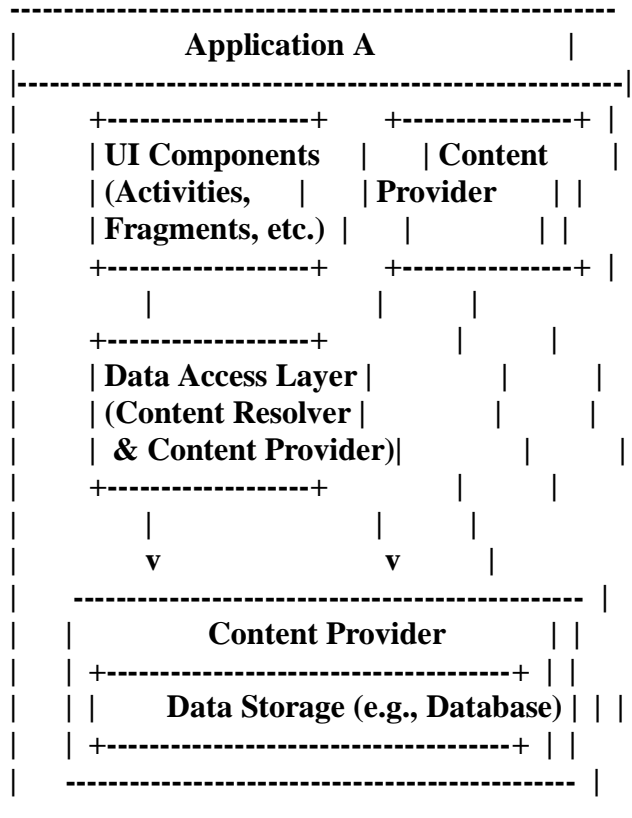 -----------------------------------------------------------
| Application A |
|---------------------------------------------------------|
| +-------------------+ +----------------+ |
| | UI Components | | Content |
| | (Activities, | | Provider | |
| | Fragments, etc.) | | | |
| +-------------------+ +----------------+ |
| | | |
| +-------------------+ | |
| | Data Access Layer | | |
| | (Content Resolver | | |
| | & Content Provider)| | |
| +-------------------+ | |
| | | |
| v v |
| ------------------------------------------------ |
| | Content Provider | |
| | +--------------------------------------+ | |
| | | Data Storage (e.g., Database) | | |
| | +--------------------------------------+ | |
| ------------------------------------------------ |